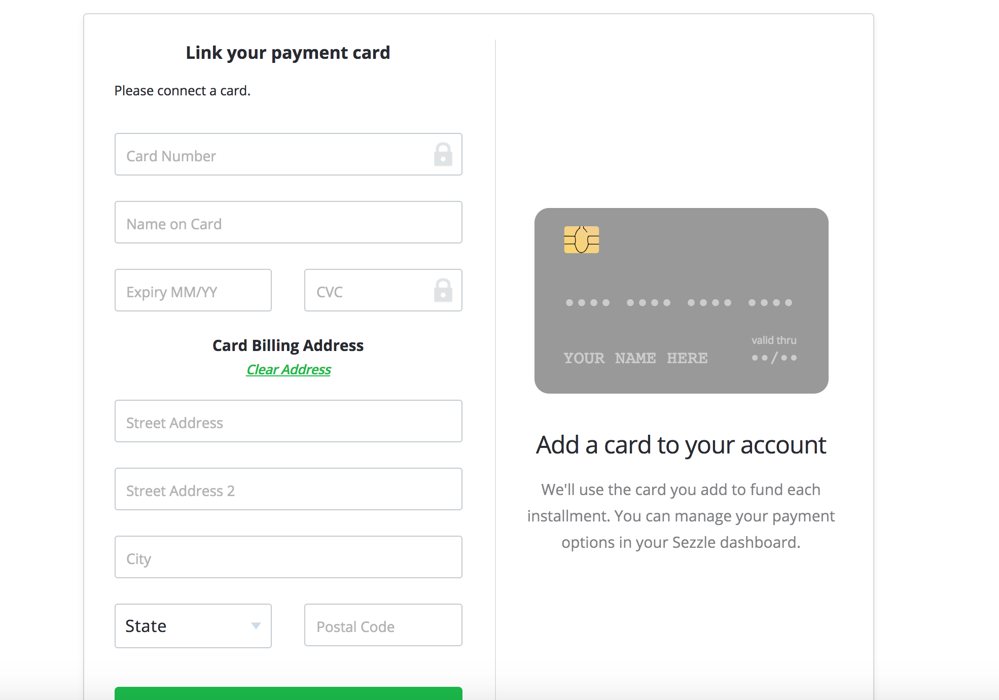 Link your payment card
Please connect a card.
Card Number
Name on Card
Expiry MM/YY
CVC
Card Billing Address
Clear Address
Street Address
Street Address 2
City
State
Postal Code
•••• •••• •••• ••••
valid thru
YOUR NAME HERE
••/••
Add a card to your account
We'll use the card you add to fund each
installment. You can manage your payment
options in your Sezzle dashboard.